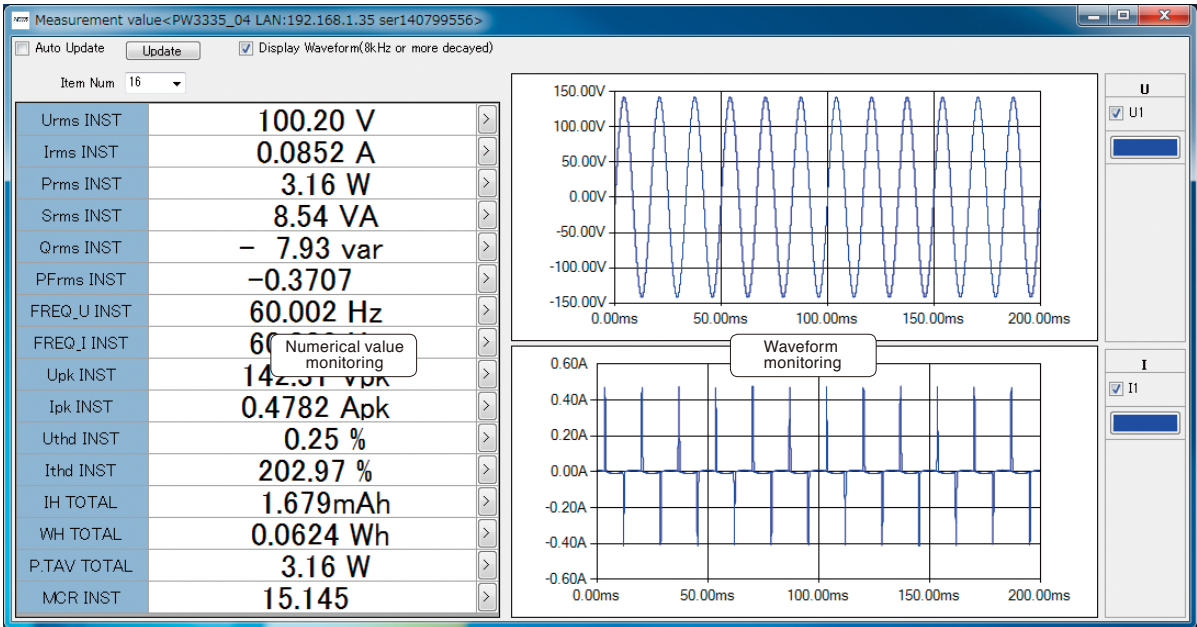 Measurement value<PW3335_04 LAN:192.168.1.35 ser140799556>
Auto Update Update Display Waveform(8kHz or more decayed)
Item Num 16
Urms INST 100.20 V >
Irms INST 0.0852 A >
Prms INST 3.16 W >
Srms INST 8.54 VA >
Qrms INST - 7.93 var >
PFrms INST -0.3707 >
FREQ_U INST 60.002 Hz >
FREQ_I INST >
Upk INST >
Ipk INST 0.4782 Apk >
Uthd INST 0.25 % >
Ithd INST 202.97 % >
IH TOTAL 1.679mAh >
WH TOTAL 0.0624 Wh >
P.TAV TOTAL 3.16 W >
MCR INST 15.145 >
Numerical value
monitoring
150.00V
100.00V
50.00V
0.00V
-50.00V
-100.00V
-150.00V
0.00ms 50.00ms 100.00ms 150.00ms 200.00ms
U
U1
Waveform
monitoring
0.60A
0.40A
0.20A
0.00A
-0.20A
-0.40A
-0.60A
0.00ms 50.00ms 100.00ms 150.00ms 200.00ms
I
I1